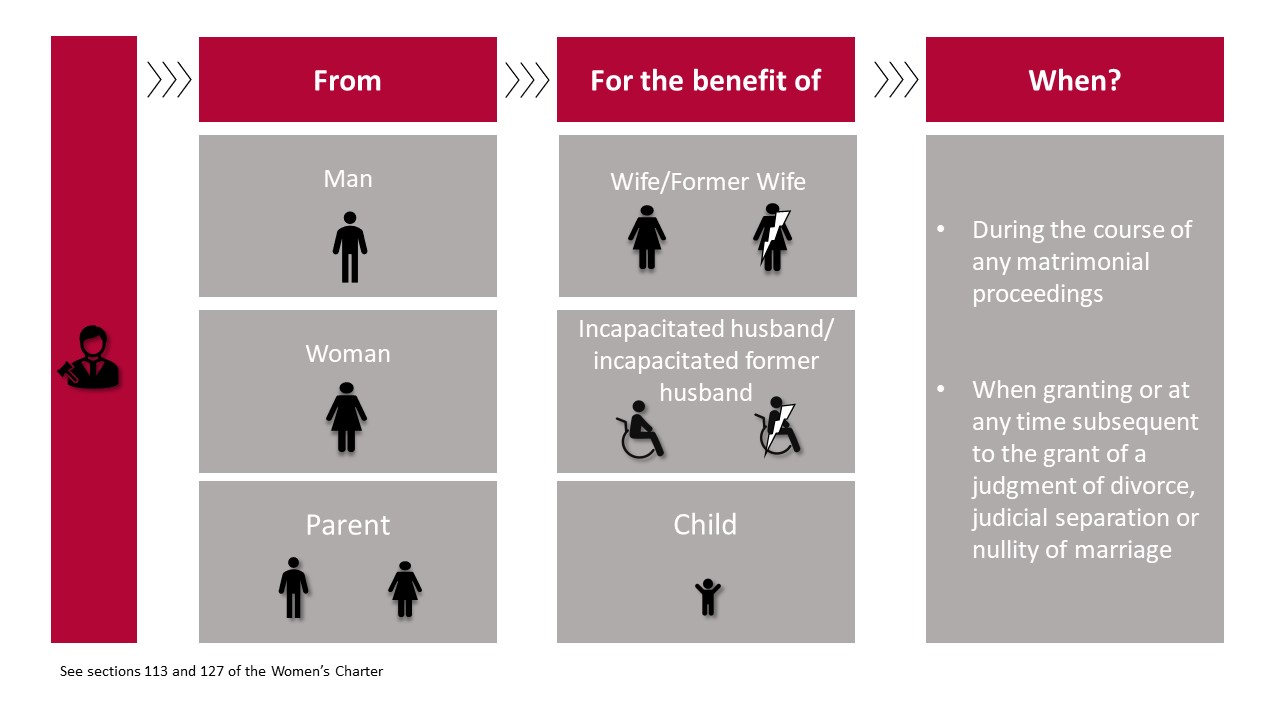 From
For the benefit of
When?
Man
Wife/Former Wife
Woman
Incapacitated husband/
incapacitated former
husband
Parent
Child
• During the course of
any matrimonial
proceedings
• When granting or at
any time subsequent
to the grant of a
judgment of divorce,
judicial separation or
nullity of marriage
See sections 113 and 127 of the Women’s Charter